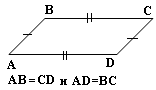 B C
A D
AB=CD и AD=BC